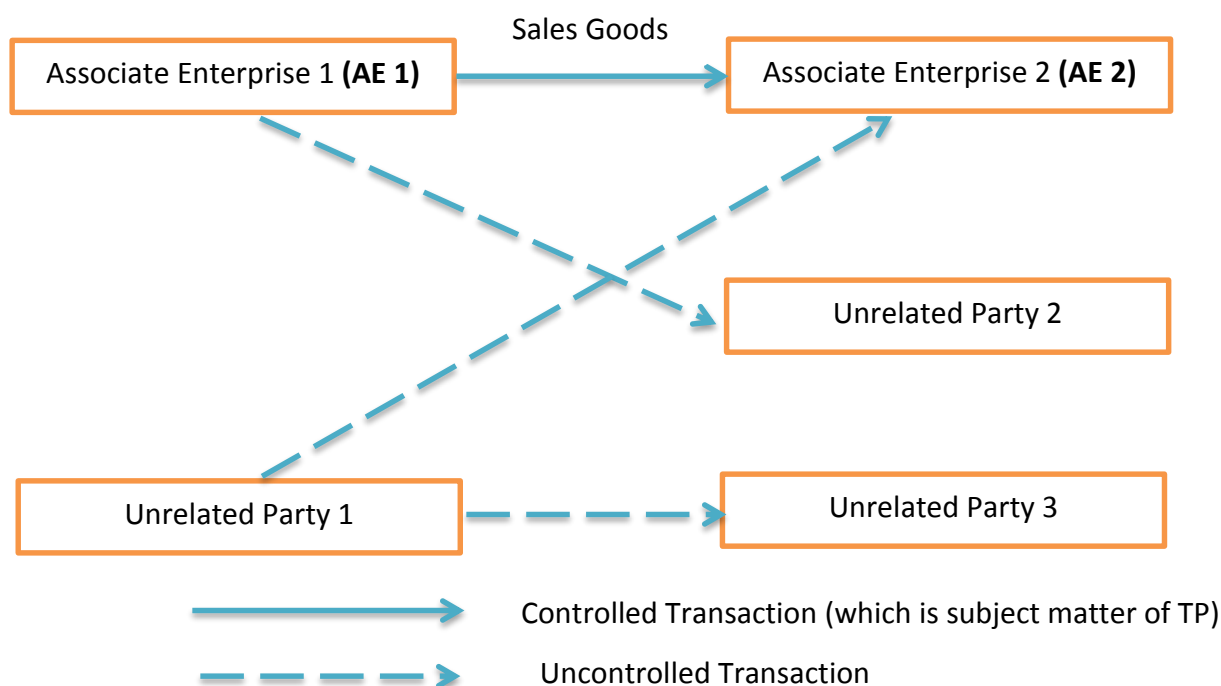 Sales Goods
Associate Enterprise 1 (AE 1)
Associate Enterprise 2 (AE 2)
Unrelated Party 2
Unrelated Party 1
Unrelated Party 3
Controlled Transaction (which is subject matter of TP)
Uncontrolled Transaction